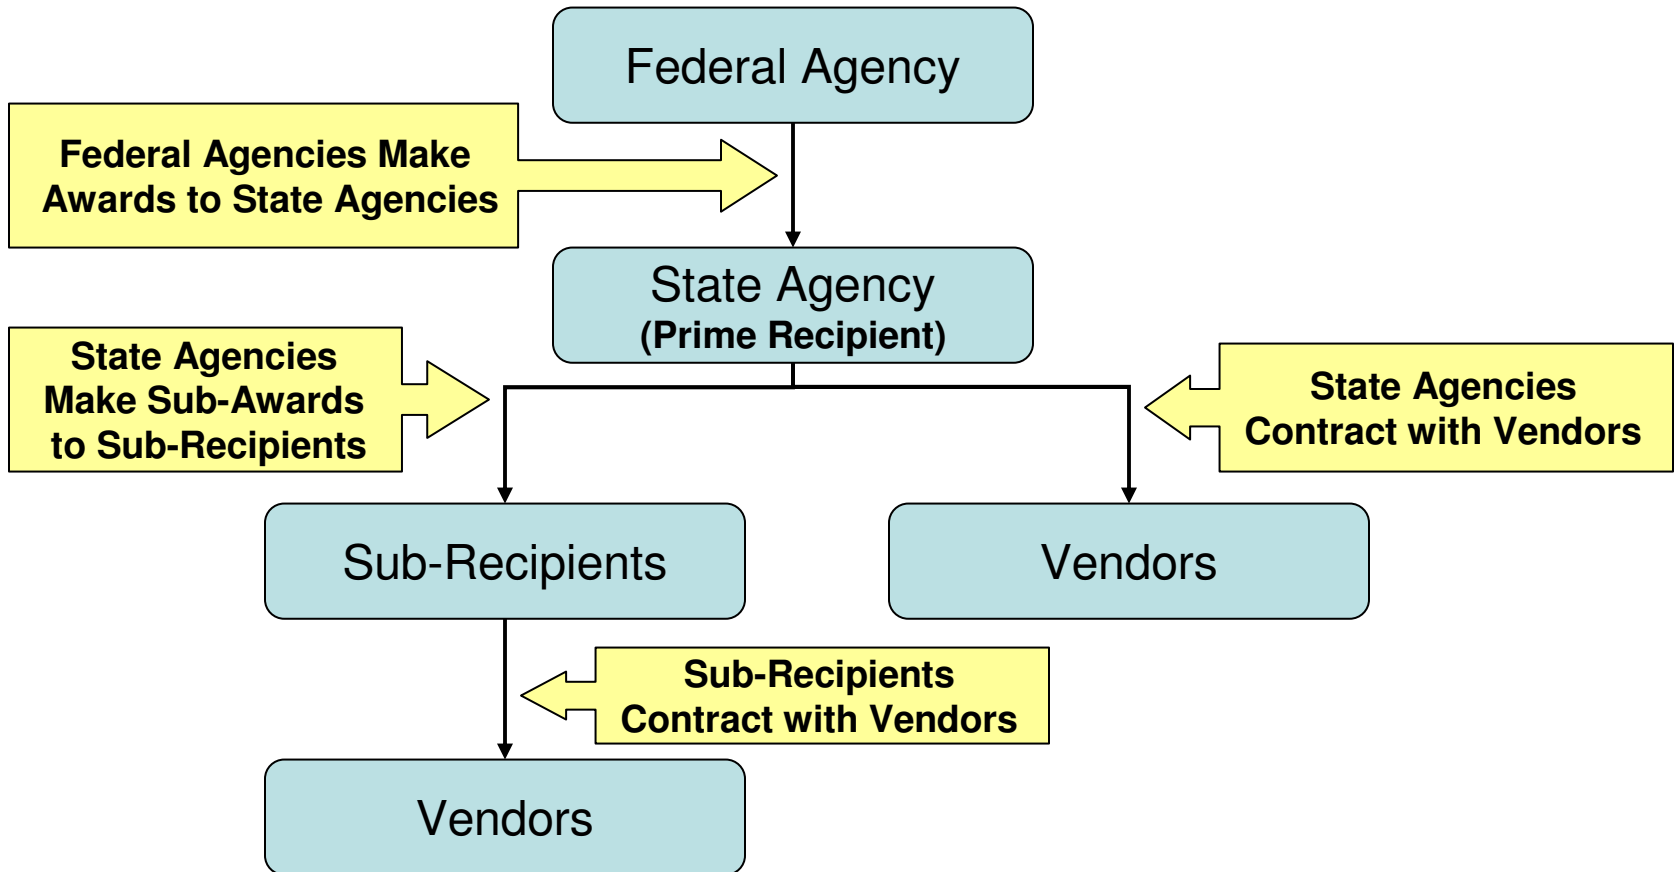 Federal Agency
Federal Agencies Make
Awards to State Agencies
State Agency
(Prime Recipient)
State Agencies
Make Sub-Awards
to Sub-Recipients
State Agencies
Contract with Vendors
Sub-Recipients
Vendors
Sub-Recipients
Contract with Vendors
Vendors